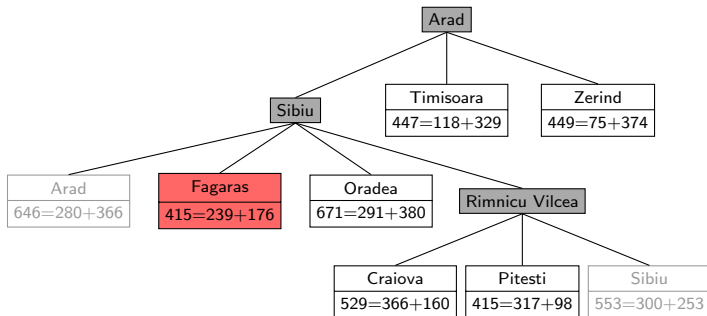 Arad
Sibiu
Timisoara
447=118+329
Zerind
449=75+374
Arad
646=280+366
Fagaras
415=239+176
Oradea
671=291+380
Rimnicu Vilcea
Craiova
529=366+160
Pitesti
415=317+98
Sibiu
553=300+253